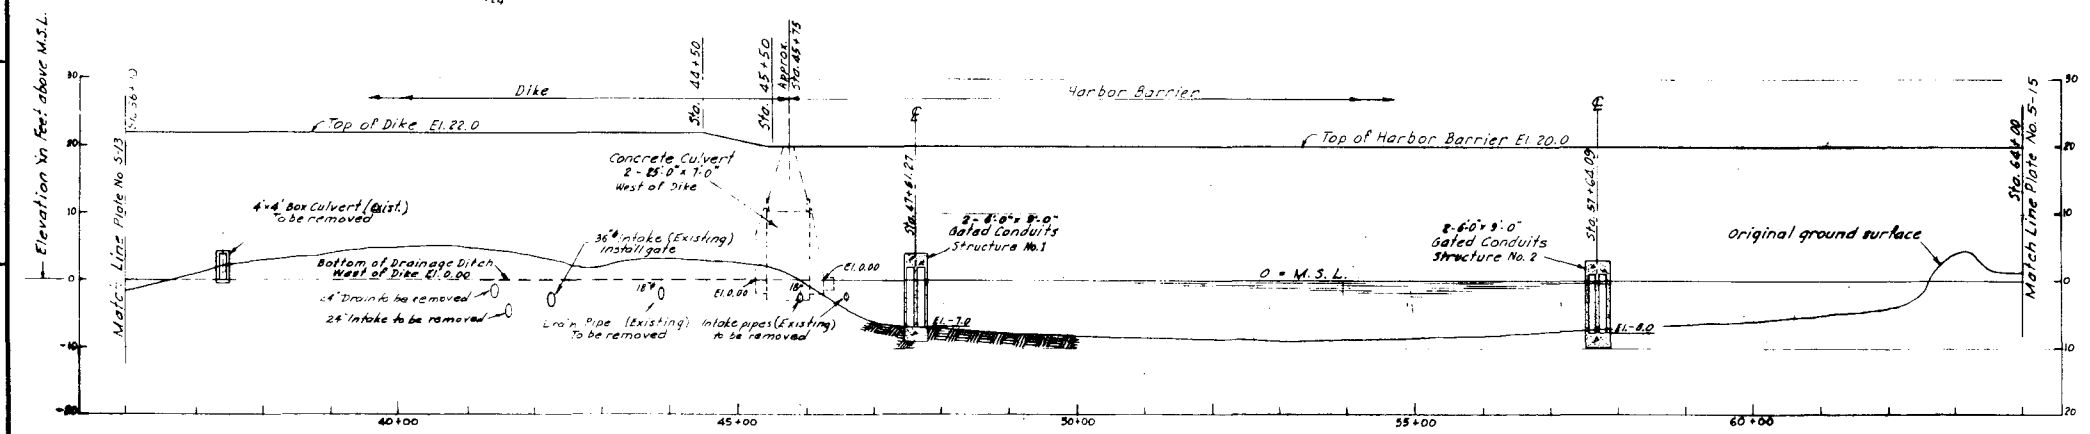 Elevation in Feet above M.S.L.
30
20
10
0
-10
-20
Match Line Plate No 5-13
Dike
Sta. 44+50
Sta. 45+50
Approx.
Sta. 45+75
Harbor Barrier
Top of Dike El. 22.0
Top of Harbor Barrier El. 20.0
Concrete Culvert
West of Dike
4'x4' Box Culvert (Exist.)
To be removed
36"ø Intake (Existing)
Install gate
Bottom of Drainage Ditch
West of Dike El. 0.00
24" Drain to be removed
24" Intake to be removed
18"ø
Drain Pipe (Existing)
To be removed
El. 0.00
18"
Intake pipes (Existing)
to be removed
El. 0.00
℄
Sta. 47+61.27
2-6'-0" x 9'-0"
Gated Conduits
Structure No. 1
El. -7.0
0 = M.S.L.
℄
Sta. 57+64.09
2-6'-0" x 9'-0"
Gated Conduits
Structure No. 2
El. -8.0
Original ground surface
Sta. 64+00
Match Line Plate No. 5-15
30
20
10
0
10
20
40+00
45+00
50+00
55+00
60+00